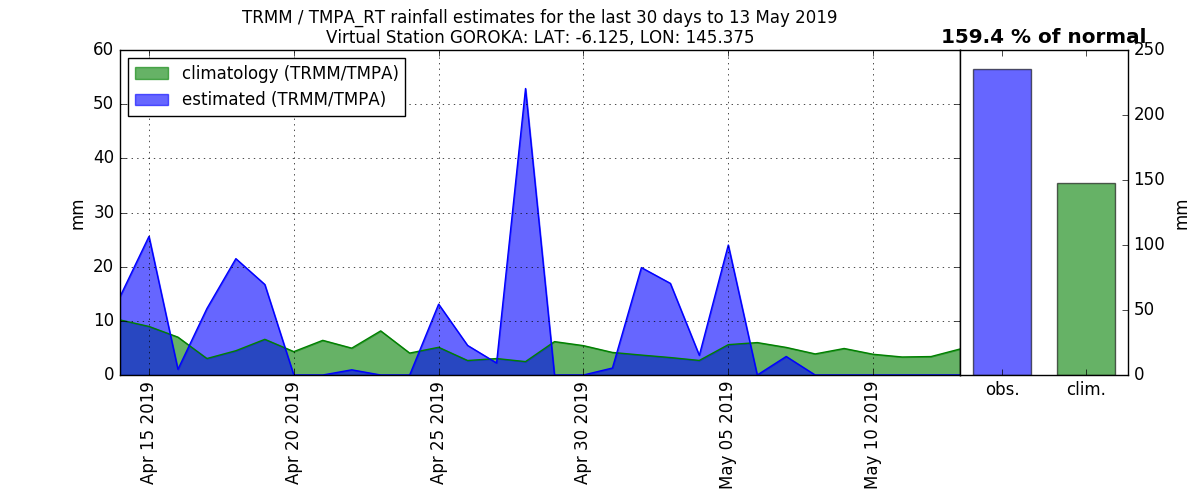 TRMM / TMPA_RT rainfall estimates for the last 30 days to 13 May 2019
Virtual Station GOROKA: LAT: -6.125, LON: 145.375
159.4 % of normal
climatology (TRMM/TMPA)
estimated (TRMM/TMPA)
60
50
40
30
20
10
0
mm
Apr 15 2019
Apr 20 2019
Apr 25 2019
Apr 30 2019
May 05 2019
May 10 2019
250
200
150
100
50
0
mm
obs.
clim.